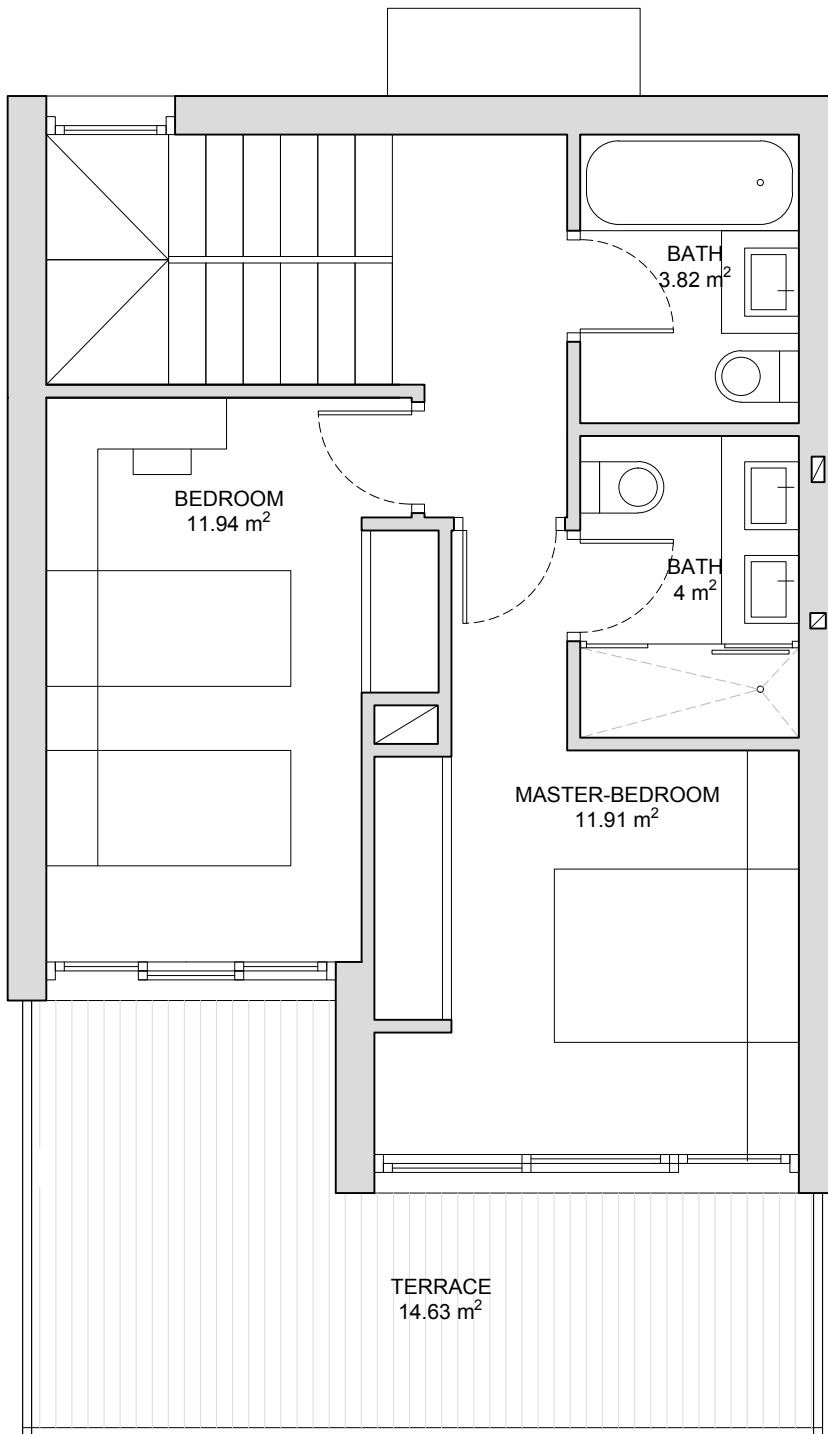 BATH
3.82 m²
BEDROOM
11.94 m²
BATH
4 m²
MASTER-BEDROOM
11.91 m²
TERRACE
14.63 m²